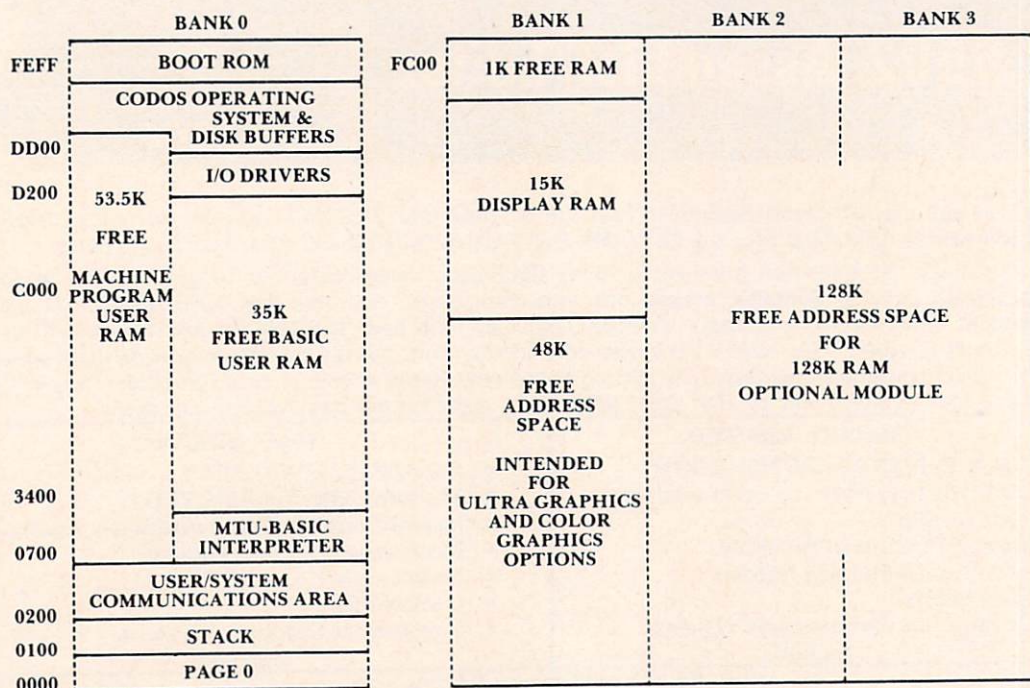 BANK 0
BANK 1
BANK 2
BANK 3
FEFF
BOOT ROM
CODOS OPERATING
SYSTEM &
DISK BUFFERS
DD00
I/O DRIVERS
D200
53.5K
FREE
MACHINE
PROGRAM
USER
RAM
C000
35K
FREE BASIC
USER RAM
3400
MTU-BASIC
INTERPRETER
0700
USER/SYSTEM
COMMUNICATIONS AREA
0200
STACK
0100
PAGE 0
0000
FC00
1K FREE RAM
15K
DISPLAY RAM
48K
FREE
ADDRESS
SPACE
INTENDED
FOR
ULTRA GRAPHICS
AND COLOR
GRAPHICS
OPTIONS
128K
FREE ADDRESS SPACE
FOR
128K RAM
OPTIONAL MODULE